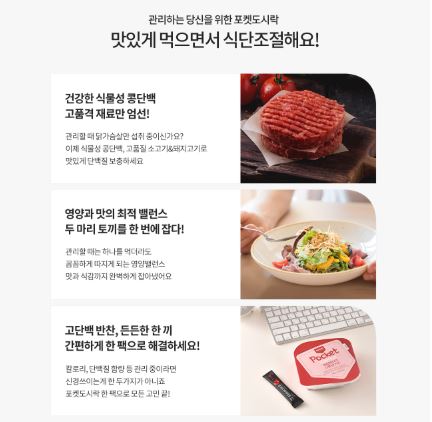 관리하는 당신을 위한 포켓도시락
맛있게 먹으면서 식단조절해요!
건강한 식물성 콩단백
고품격 재료만 엄선!
관리할 때 닭가슴살만 섭취 중이신가요?
이제 식물성 콩단백, 고품질 소고기&돼지고기로
맛있게 단백질 보충하세요
영양과 맛의 최적 밸런스
두 마리 토끼를 한 번에 잡다!
관리할 때는 하나를 먹더라도
꼼꼼하게 따지게 되는 영양밸런스
맛과 식감까지 완벽하게 잡아냈어요
고단백 반찬, 든든한 한 끼
간편하게 한 팩으로 해결하세요!
칼로리, 단백질 함량 등 관리 중이라면
신경쓰이는게 한 두가지가 아니죠
포켓도시락 한 팩으로 모든 고민 끝!
Pocket